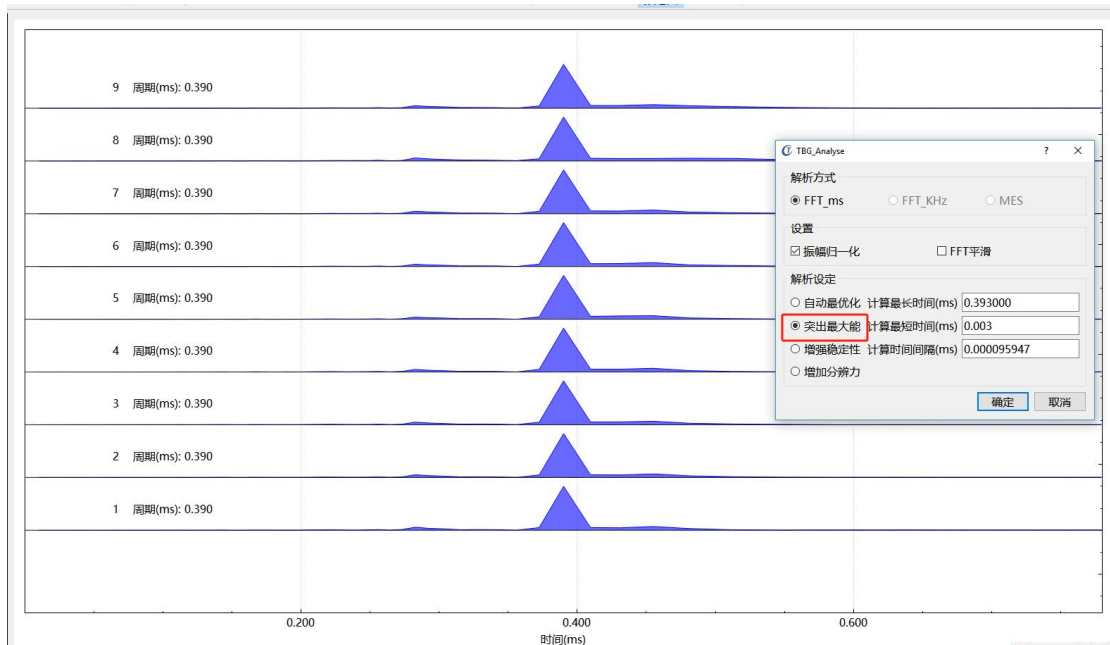 9 周期(ms): 0.390
8 周期(ms): 0.390
7 周期(ms): 0.390
6 周期(ms): 0.390
5 周期(ms): 0.390
4 周期(ms): 0.390
3 周期(ms): 0.390
2 周期(ms): 0.390
1 周期(ms): 0.390
0.200 0.400 0.600
时间(ms)
TBG_Analyse ? ×
解析方式
FFT_ms FFT_KHz MES
设置
振幅归一化 FFT平滑
解析设定
自动最优化 计算最长时间(ms) 0.393000
突出最大能 计算最短时间(ms) 0.003
增强稳定性 计算时间间隔(ms) 0.000095947
增加分辨力
确定 取消